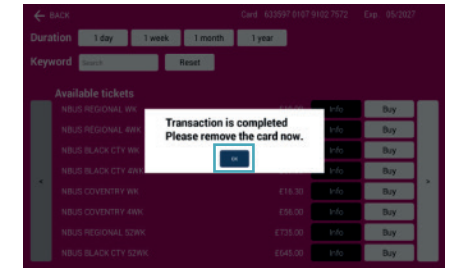 ← BACK Card 633597 0107 9102 7572 Exp 05/2027
Duration 1 day 1 week 1 month 1 year
Keyword Search Reset
Available tickets
NBUS REGIONAL WK Info Buy
NBUS REGIONAL 4WK Info Buy
NBUS BLACK CTY WK Info Buy
NBUS BLACK CTY 4WK Info Buy
NBUS COVENTRY WK £16.30 Info Buy
NBUS COVENTRY 4WK £56.00 Info Buy
NBUS REGIONAL 52WK £735.00 Info Buy
NBUS BLACK CTY 52WK £645.00 Info Buy
Transaction is completed
Please remove the card now.
OK